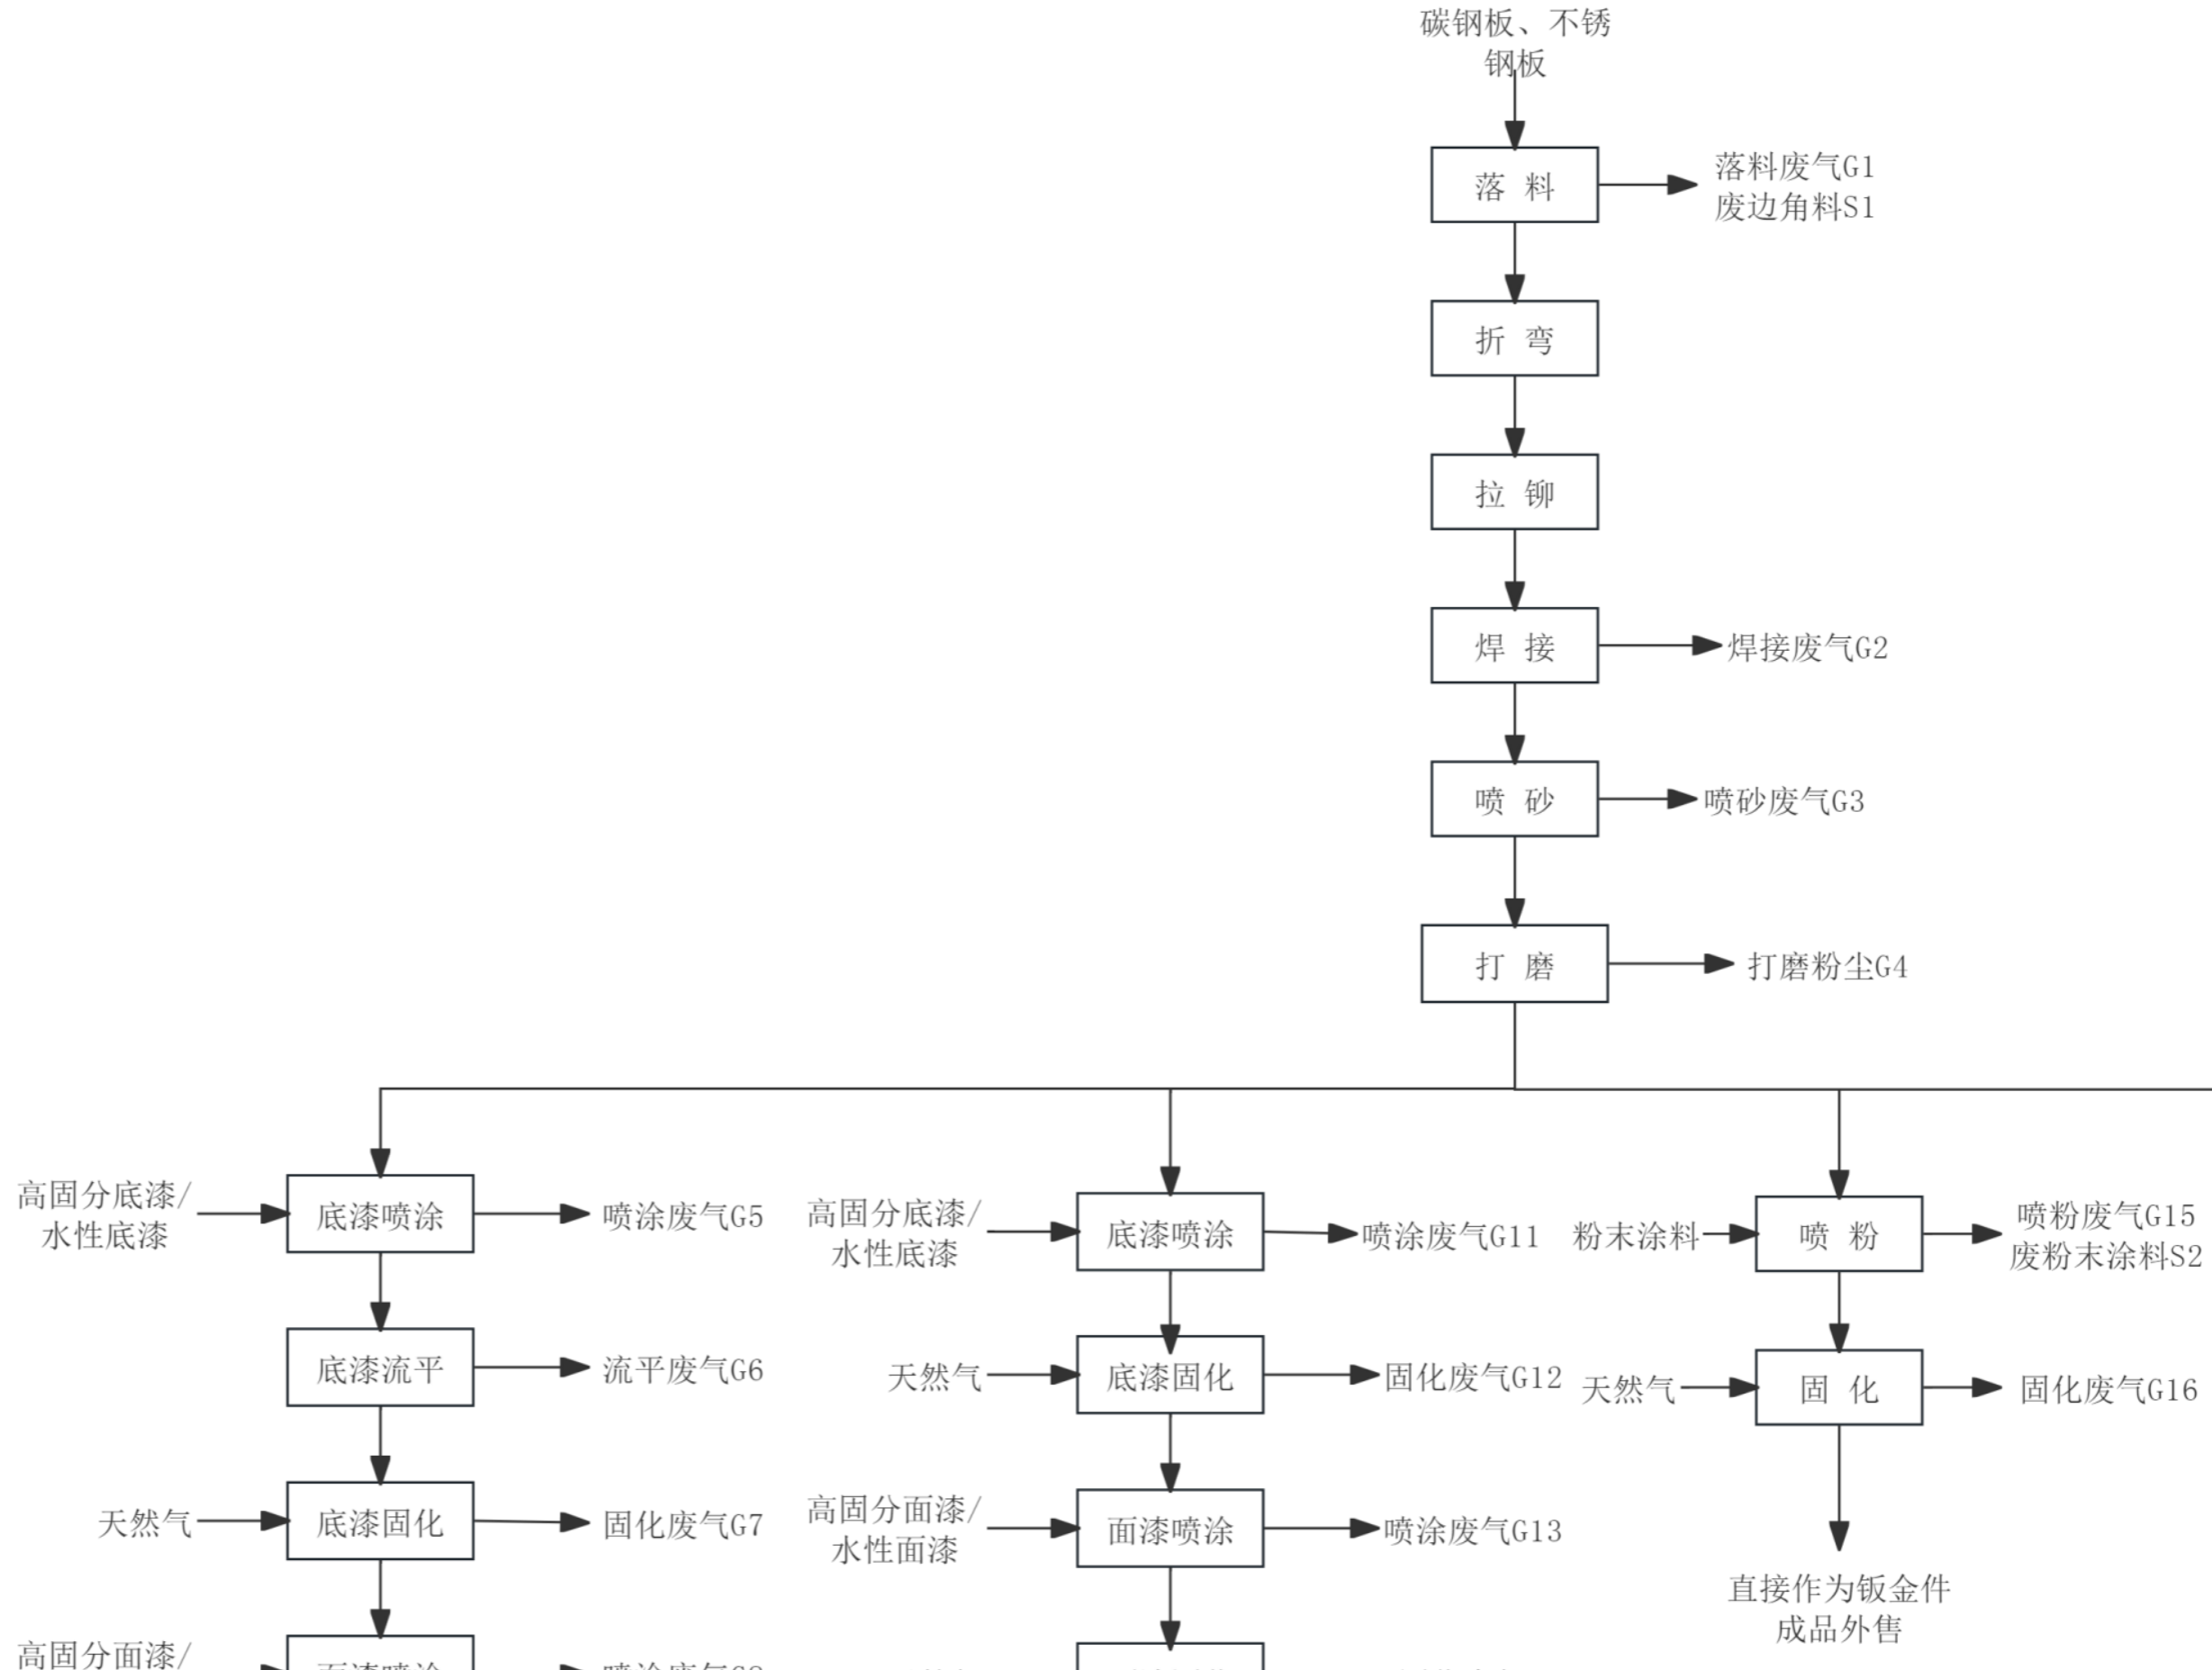 碳钢板、不锈
钢板
落 料
落料废气G1
废边角料S1
折 弯
拉 铆
焊 接
焊接废气G2
喷 砂
喷砂废气G3
打 磨
打磨粉尘G4
高固分底漆/
水性底漆
底漆喷涂
喷涂废气G5
高固分底漆/
水性底漆
底漆喷涂
喷涂废气G11
粉末涂料
喷 粉
喷粉废气G15
废粉末涂料S2
底漆流平
流平废气G6
天然气
底漆固化
固化废气G12
天然气
固 化
固化废气G16
天然气
底漆固化
固化废气G7
高固分面漆/
水性面漆
面漆喷涂
喷涂废气G13
直接作为钣金件
成品外售
高固分面漆/